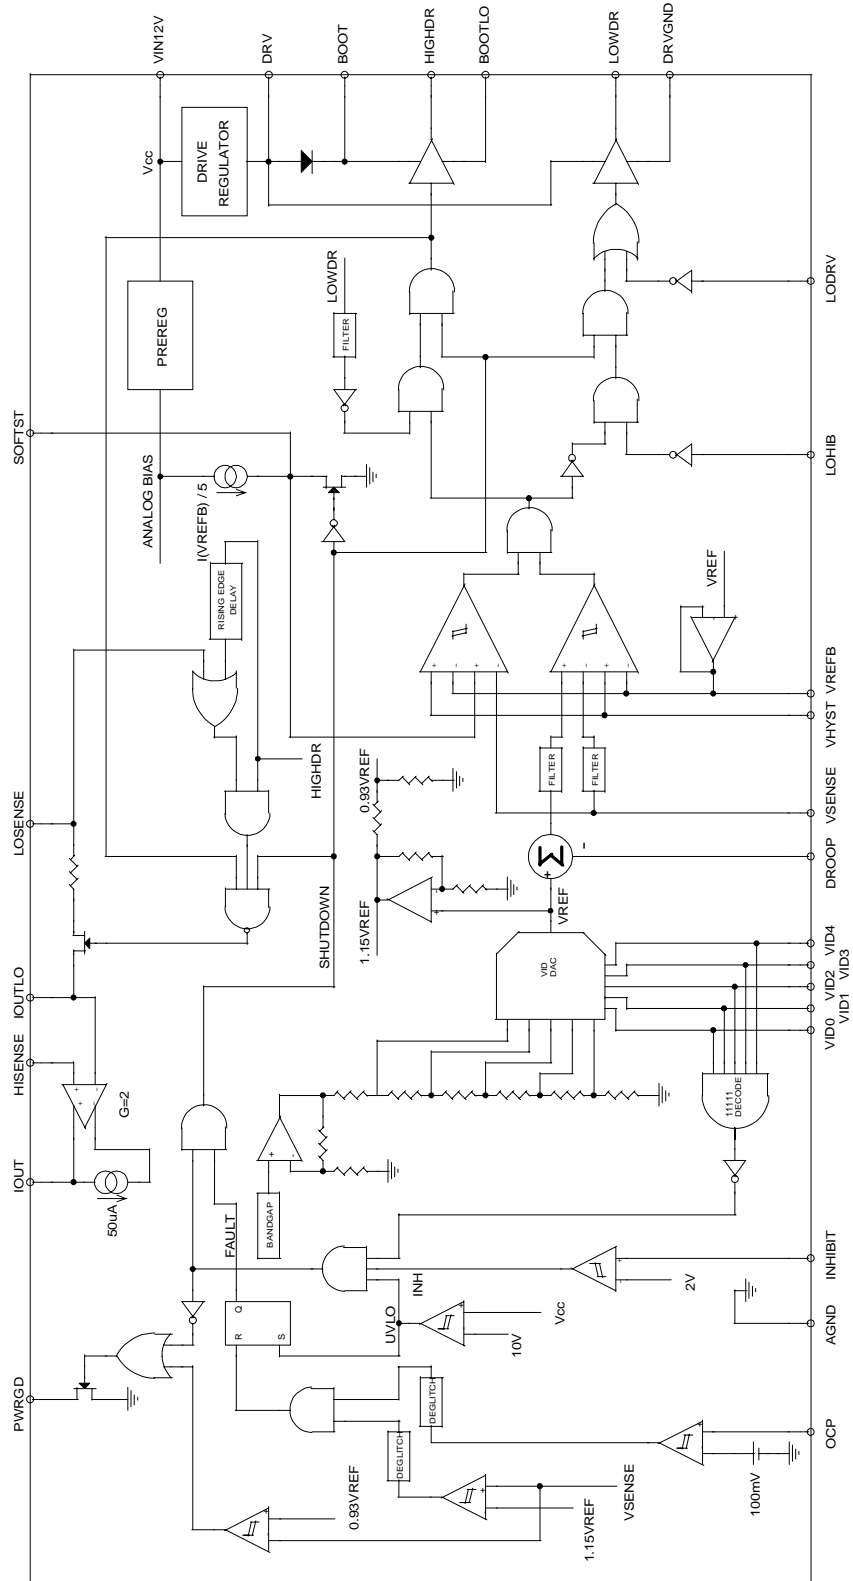 VIN12V
DRV
BOOT
HIGHDR
BOOTLO
LOWDR
DRVGND
Vcc
DRIVE
REGULATOR
PREREG
LOWDR
FILTER
LODRV
SOFTST
ANALOG BIAS
I(VREFB) / 5
LOHIB
RISING EDGE
DELAY
VREF
VREFB
VHYST
HIGHDR
0.93VREF
FILTER
FILTER
VSENSE
LOSENSE
Σ
DROOP
SHUTDOWN
1.15VREF
VREF
VID
DAC
VID4
VID3
VID2
VID1
VID0
IOUTLO
HISENSE
G=2
11111
DECODE
IOUT
50uA
BANDGAP
FAULT
INH
2V
INHIBIT
R
Q
S
UVLO
10V
Vcc
AGND
PWRGD
DEGLITCH
DEGLITCH
OCP
100mV
0.93VREF
1.15VREF
VSENSE